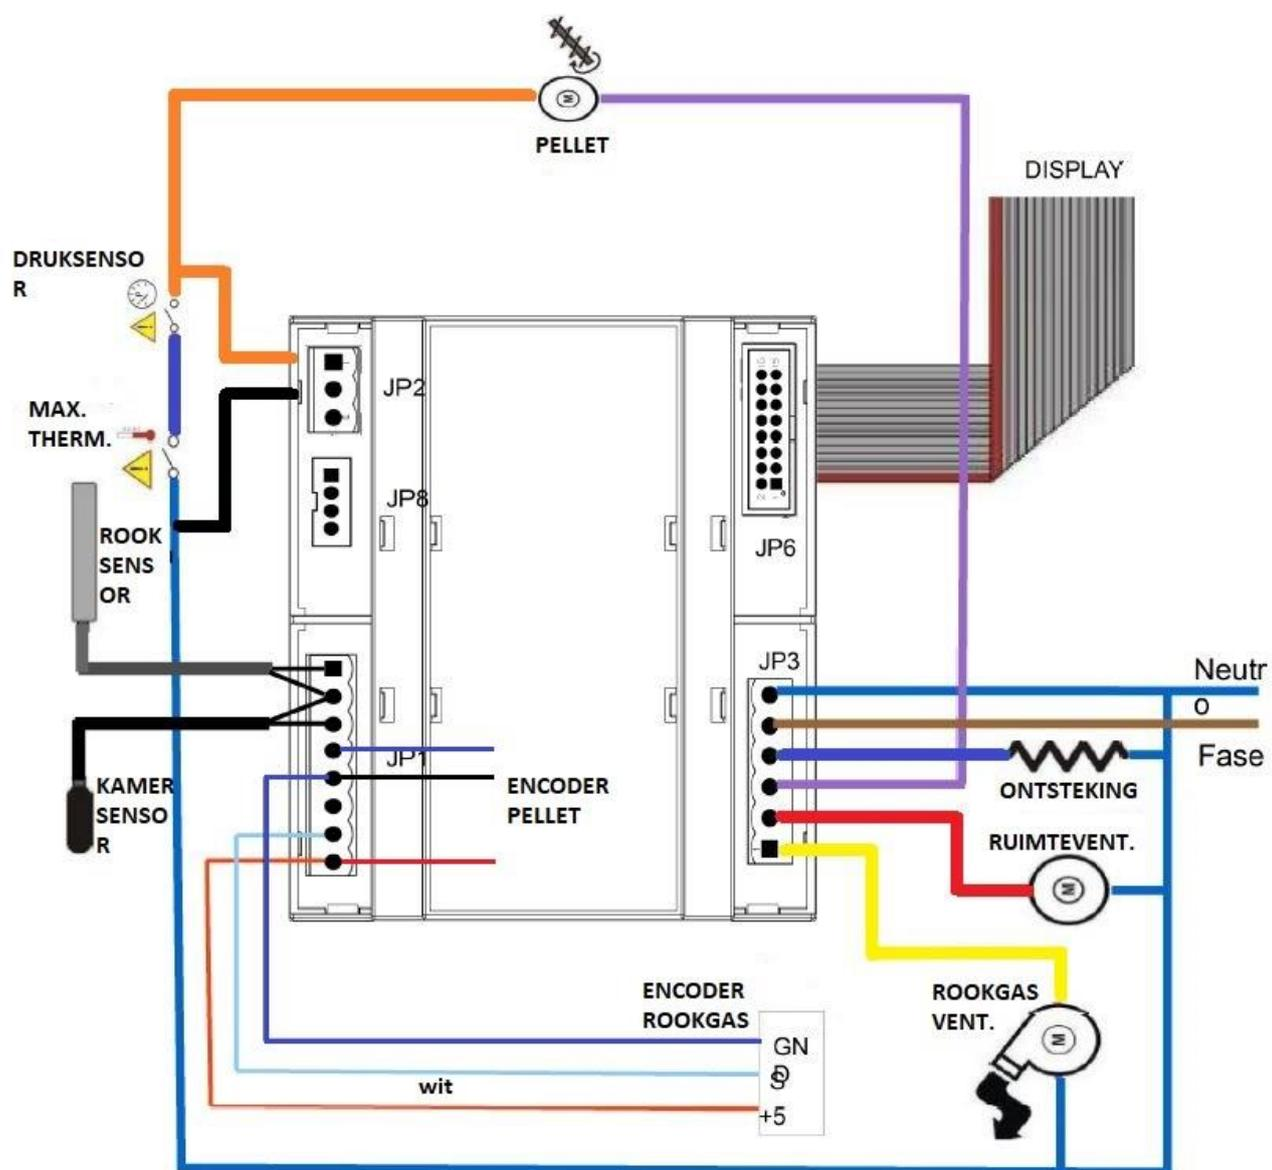 PELLET
DISPLAY
DRUKSENSO
R
MAX.
THERM.
JP2
JP8
JP6
ROOK
SENS
OR
JP3
Neutr
o
Fase
JP1
KAMER
SENSO
R
ENCODER
PELLET
ONTSTEKING
RUIMTEVENT.
ENCODER
ROOKGAS
ROOKGAS
VENT.
GN
D
S
wit
+5